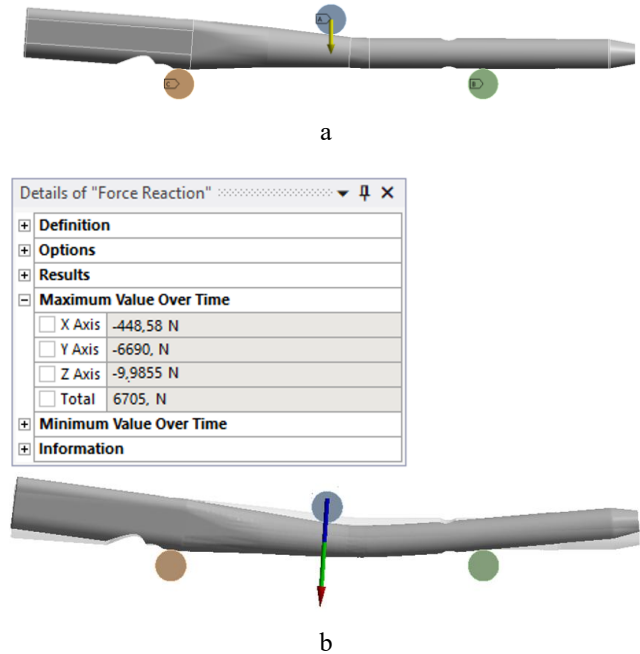 A
C
B
a
Details of "Force Reaction"
Definition
Options
Results
Maximum Value Over Time
X Axis -448,58 N
Y Axis -6690, N
Z Axis -9,9855 N
Total 6705, N
Minimum Value Over Time
Information
b